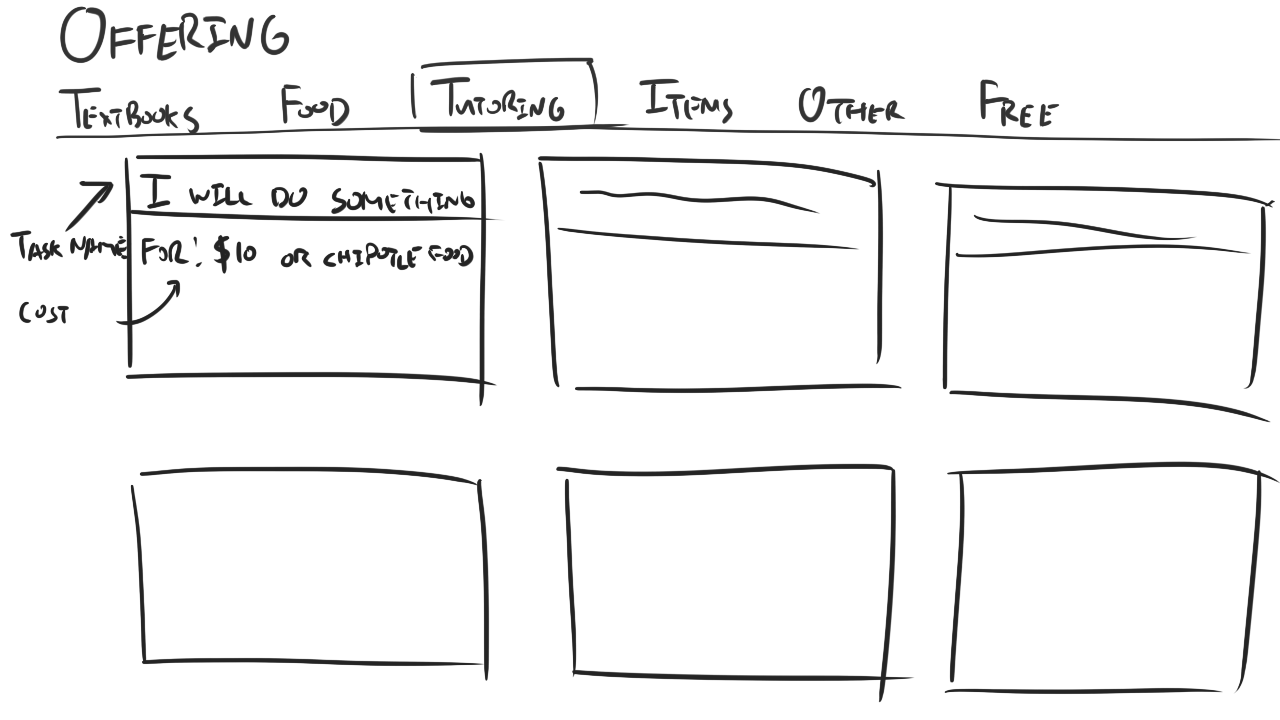 OFFERING
TEXTBOOKS FOOD TUTORING ITEMS OTHER FREE
I WILL DO SOMETHING
TASK NAME
FOR: $10 OR CHIPOTLE FOOD
COST